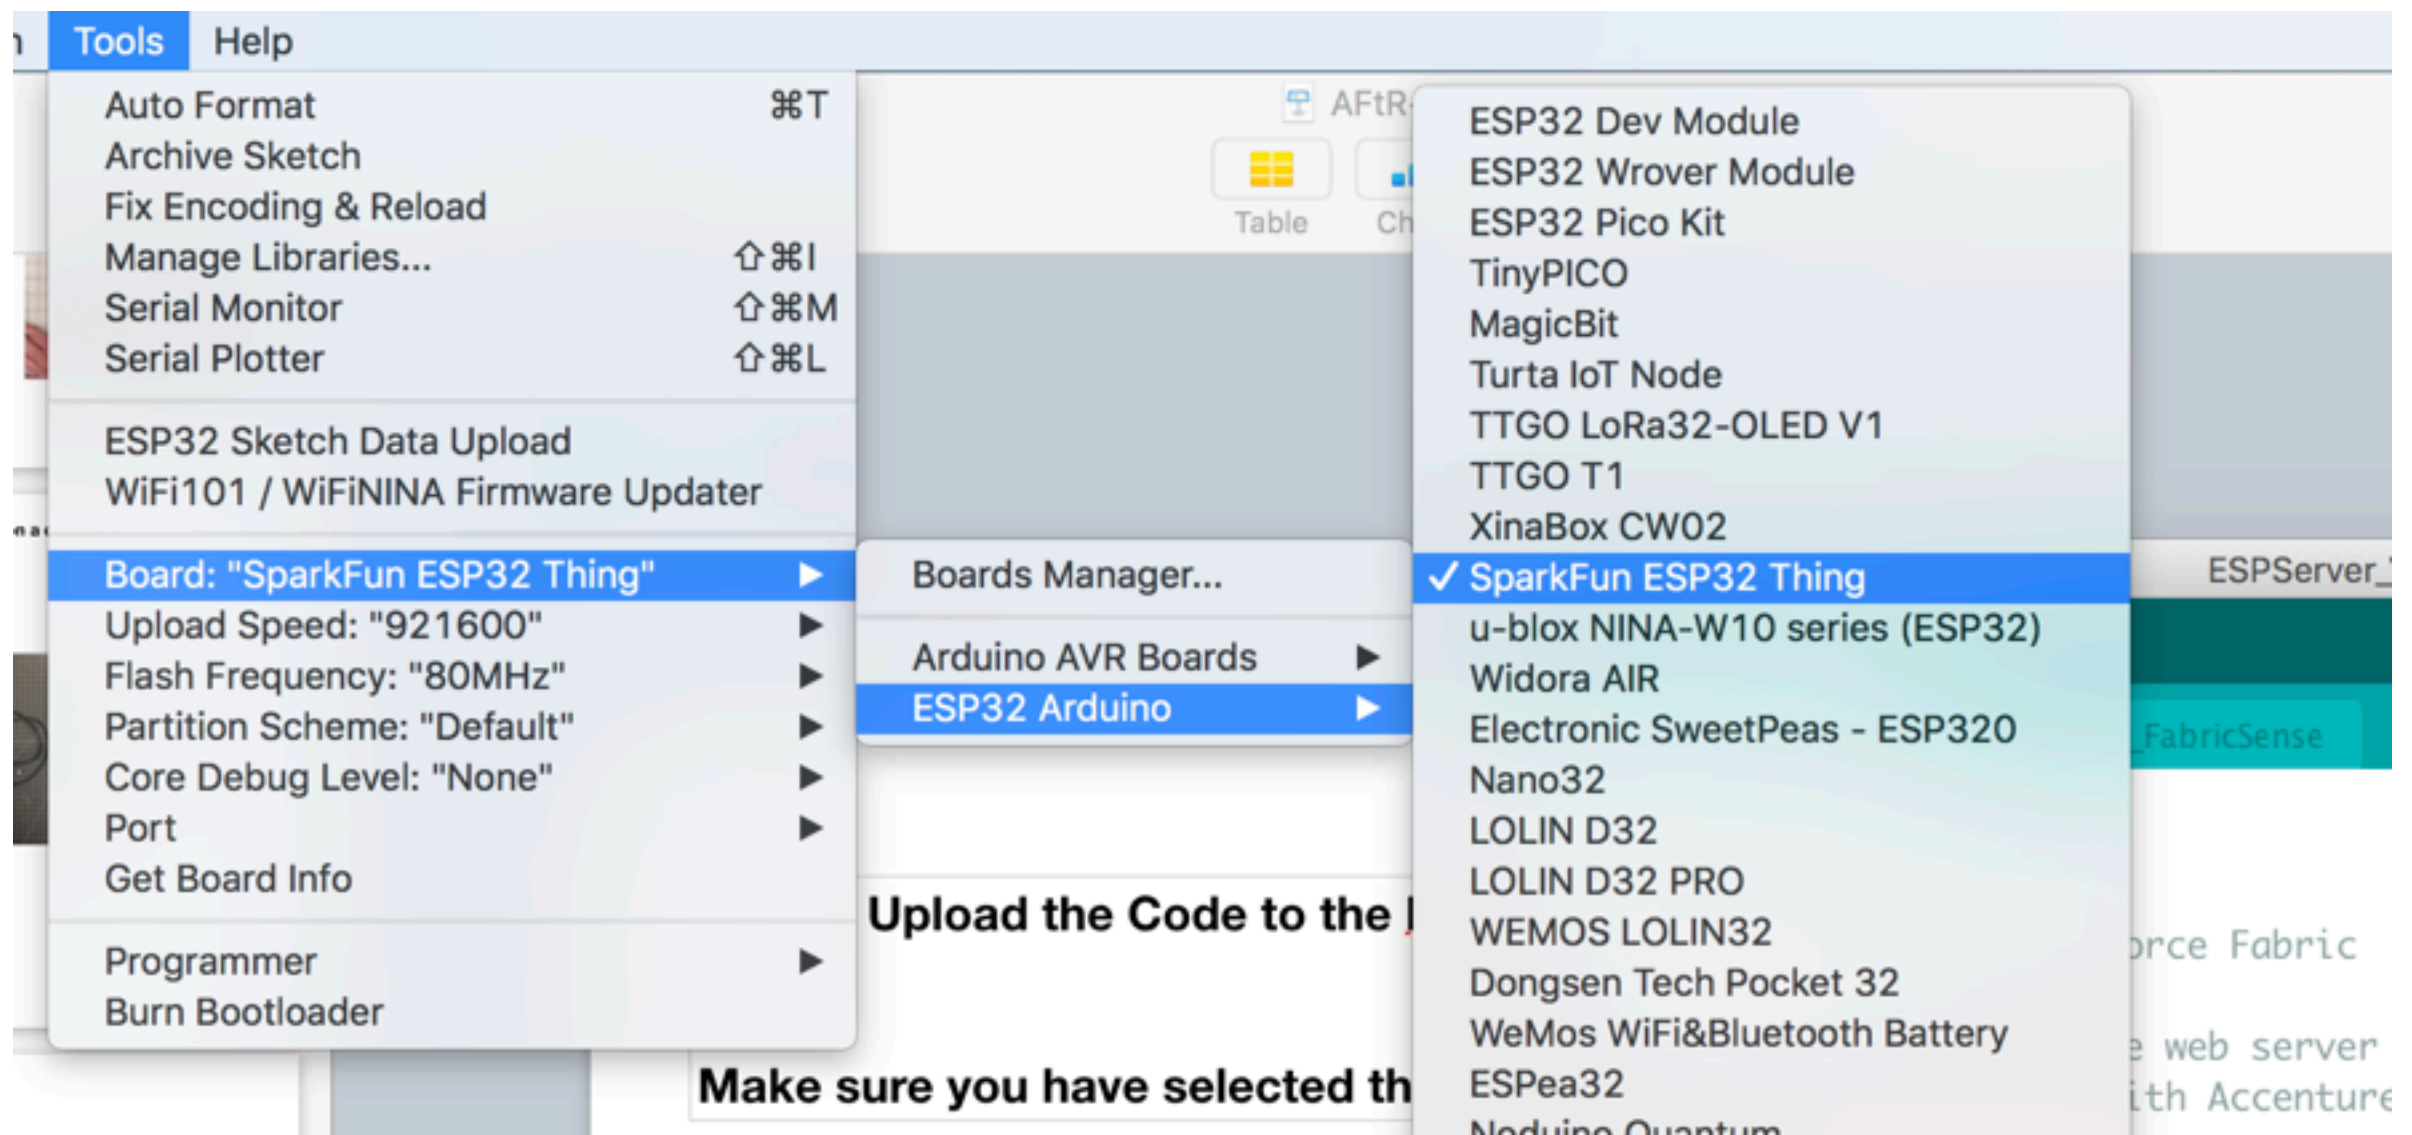 Tools Help
Auto Format ⌘T
Archive Sketch
Fix Encoding & Reload
Manage Libraries... ⇧⌘I
Serial Monitor ⇧⌘M
Serial Plotter ⇧⌘L
ESP32 Sketch Data Upload
WiFi101 / WiFiNINA Firmware Updater
Board: "SparkFun ESP32 Thing"
Upload Speed: "921600"
Flash Frequency: "80MHz"
Partition Scheme: "Default"
Core Debug Level: "None"
Port
Get Board Info
Programmer
Burn Bootloader
Boards Manager...
Arduino AVR Boards
ESP32 Arduino
ESP32 Dev Module
ESP32 Wrover Module
ESP32 Pico Kit
TinyPICO
MagicBit
Turta IoT Node
TTGO LoRa32-OLED V1
TTGO T1
XinaBox CW02
✓ SparkFun ESP32 Thing
u-blox NINA-W10 series (ESP32)
Widora AIR
Electronic SweetPeas - ESP320
Nano32
LOLIN D32
LOLIN D32 PRO
WEMOS LOLIN32
Dongsen Tech Pocket 32
WeMos WiFi&Bluetooth Battery
ESPea32
Noduino Quantum
AFtR-
Table
Ch
Upload the Code to the
Make sure you have selected th
ESPServer_
_FabricSense
orce Fabric
e web server
ith Accenture